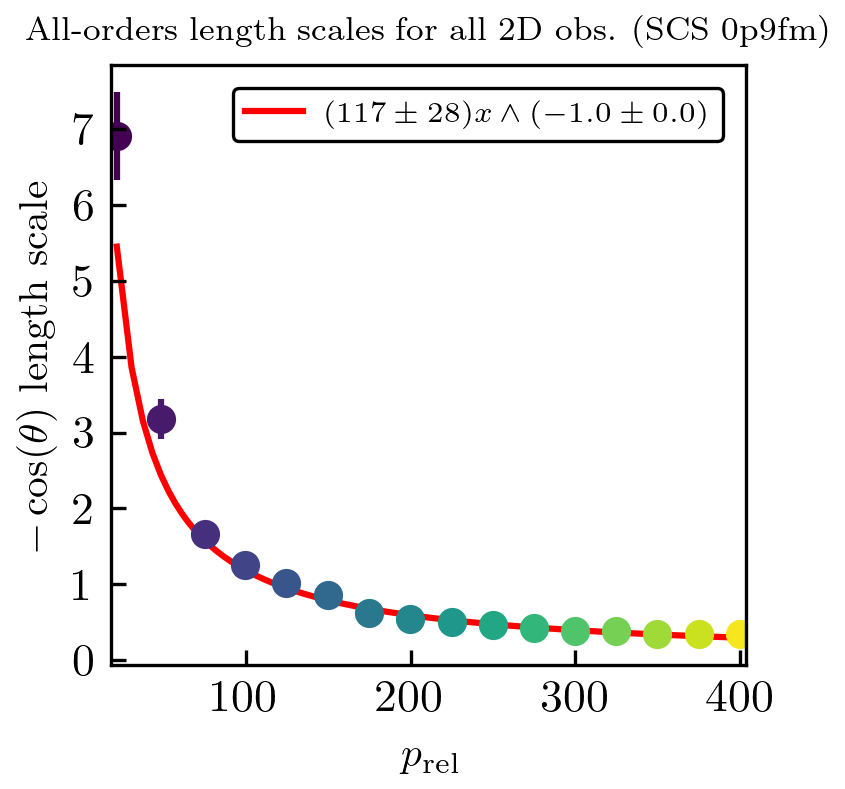 All-orders length scales for all 2D obs. (SCS 0p9fm)
(117 ± 28)x ∧ (−1.0 ± 0.0)
− cos(θ) length scale
7
6
5
4
3
2
1
0
100 200 300 400
p_rel